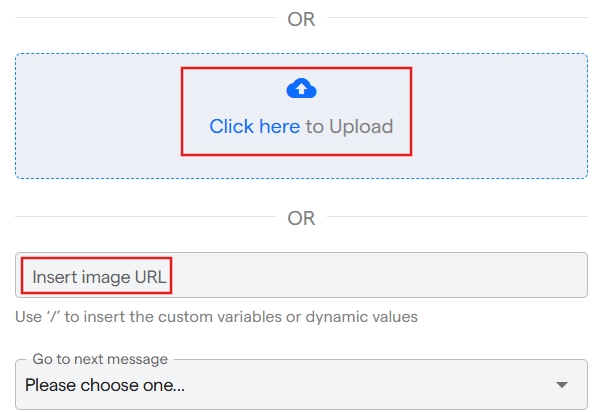 OR
Click here to Upload
OR
Insert image URL
Use ‘/’ to insert the custom variables or dynamic values
Go to next message
Please choose one...